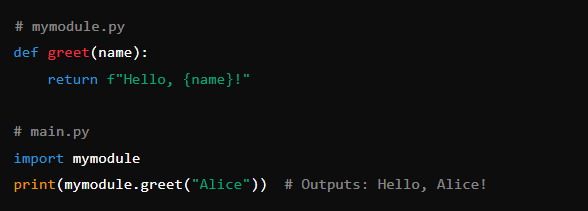 # mymodule.py
def greet(name):
    return f"Hello, {name}!"

# main.py
import mymodule
print(mymodule.greet("Alice"))  # Outputs: Hello, Alice!